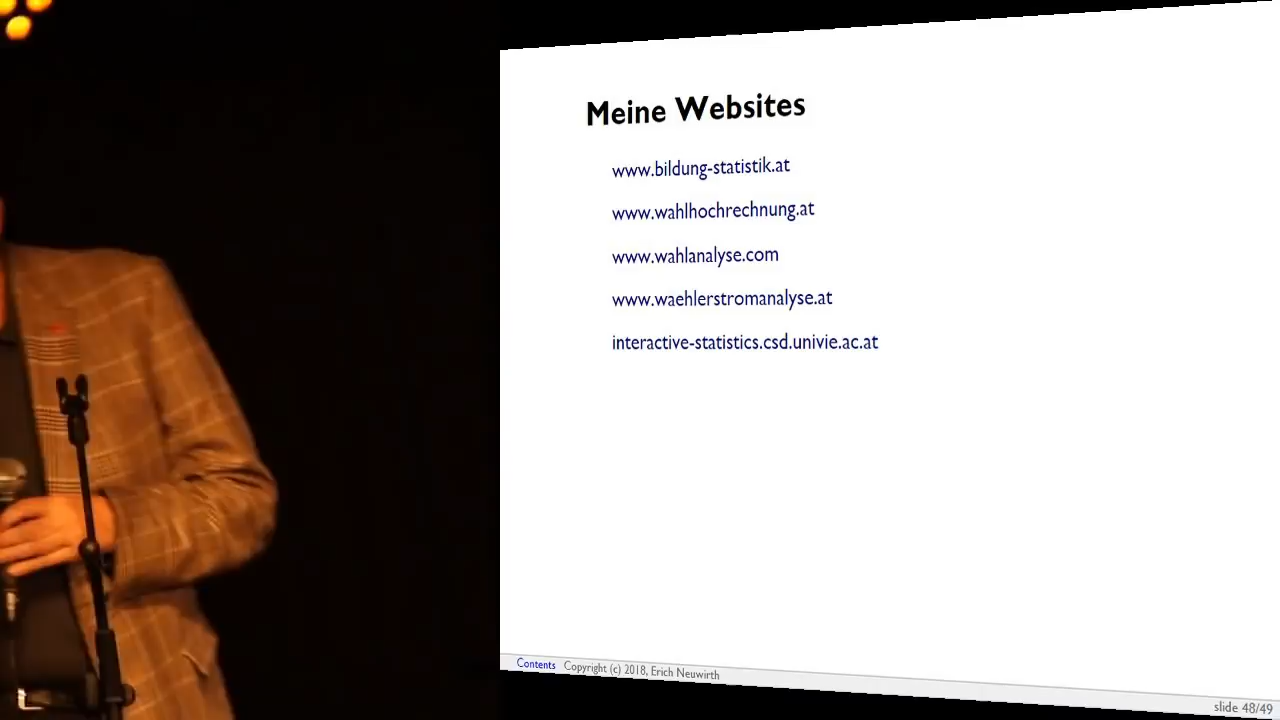 Meine Websites
www.bildung-statistik.at
www.wahlhochrechnung.at
www.wahlanalyse.com
www.waehlerstromanalyse.at
interactive-statistics.csd.univie.ac.at
Contents Copyright (c) 2018, Erich Neuwirth
slide 48/49